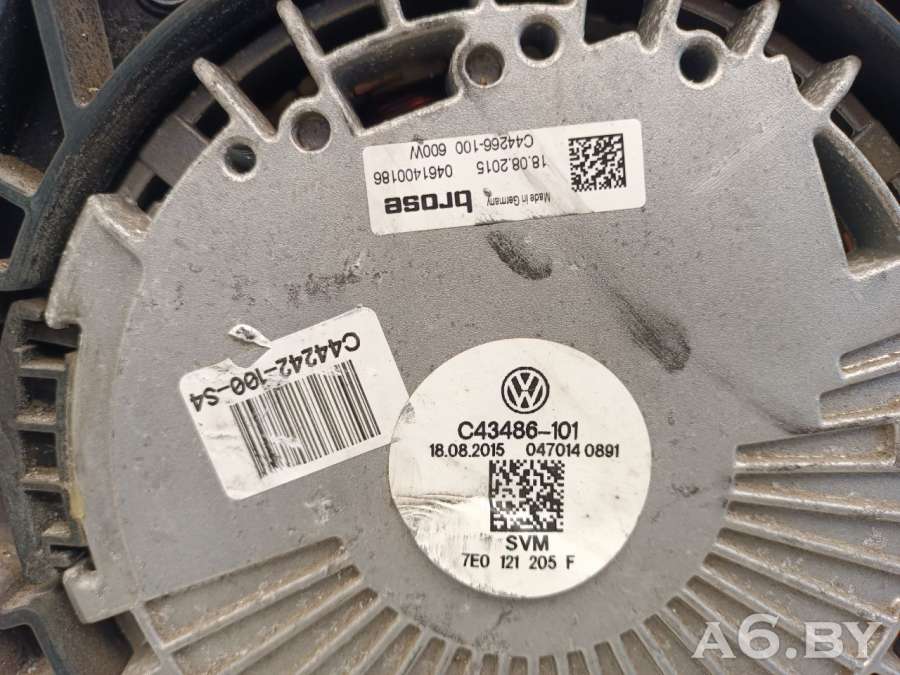 brose Made in Germany
18.08.2015 0461400186
C44266-100 600W
C44242-100-S4
C43486-101
18.08.2015 047014 0891
SVM
7E0 121 205 F
A6.BY